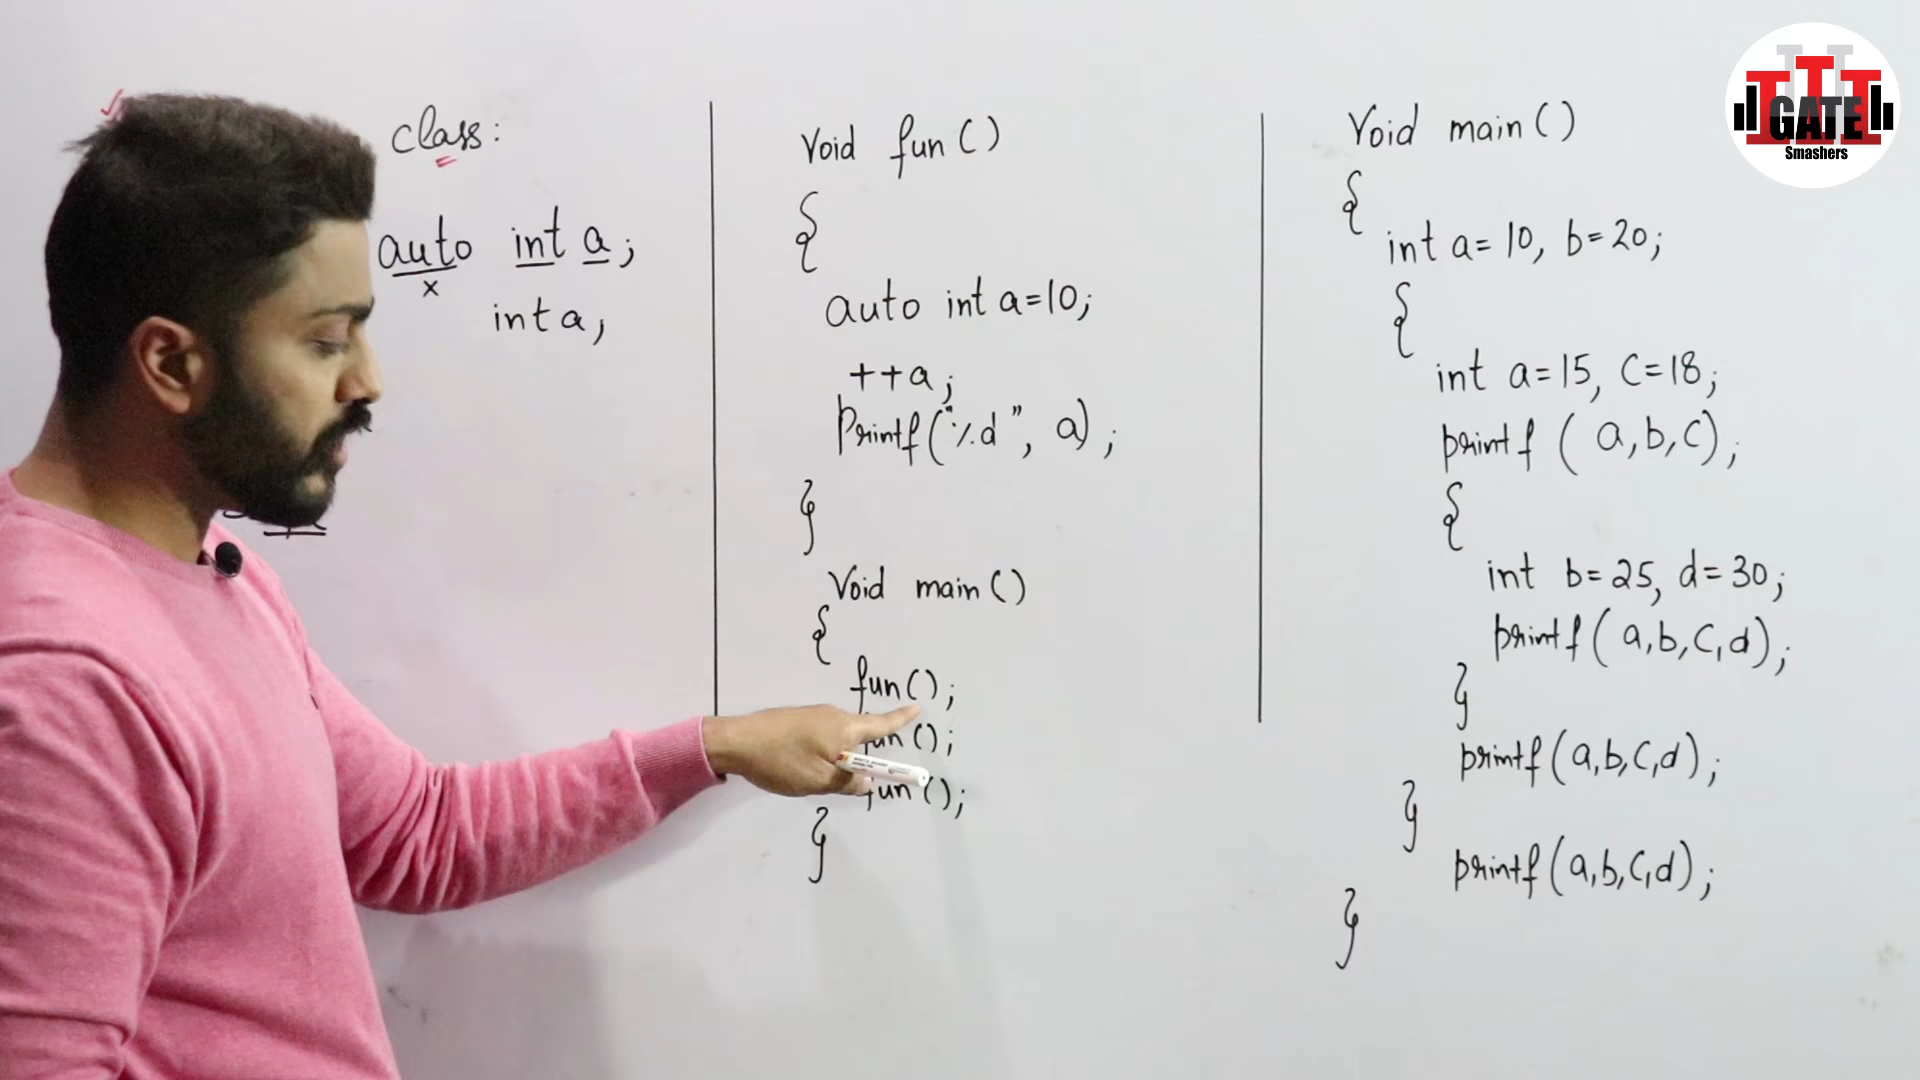 class:
auto int a;
x
int a;
Void fun()
{
auto int a=10;
++a;
Printf("%d", a);
}
Void main()
{
fun();
fun();
fun();
}
Void main()
{
int a=10, b=20;
{
int a=15, C=18;
printf ( a,b,c);
{
int b=25, d=30;
printf( a,b,C,d);
}
printf(a,b,C,d);
}
printf(a,b,C,d);
}
GATE
Smashers